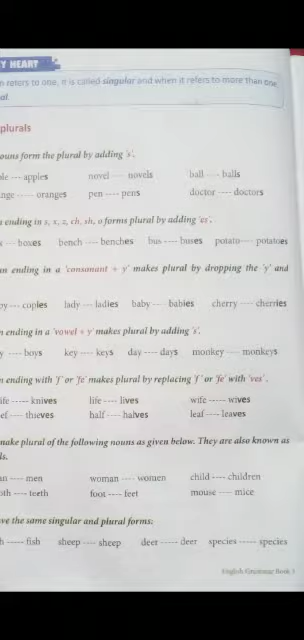 Y HEART
n refers to one, it is called singular and when it refers to more than one
al.
plurals
ouns form the plural by adding 's'.
le --- apples novel --- novels ball ---- balls
nge ---- oranges pen ---- pens doctor ---- doctors
n ending in s, x, z, ch, sh, o forms plural by adding 'es'.
x --- boxes bench ---- benches bus ---- buses potato ---- potatoes
n ending in a 'consonant + y' makes plural by dropping the 'y' and
py ---- copies lady ---- ladies baby ---- babies cherry ---- cherries
n ending in a 'vowel + y' makes plural by adding 's'.
y ---- boys key ---- keys day ---- days monkey ---- monkeys
n ending with 'f' or 'fe' makes plural by replacing 'f' or 'fe' with 'ves'.
ife ----- knives life ---- lives wife ----- wives
ef ---- thieves half ---- halves leaf ---- leaves
make plural of the following nouns as given below. They are also known as
ls.
an ---- men woman ---- women child ---- children
oth ---- teeth foot ---- feet mouse ---- mice
ve the same singular and plural forms:
h ----- fish sheep ---- sheep deer ----- deer species ----- species
English Grammar Book